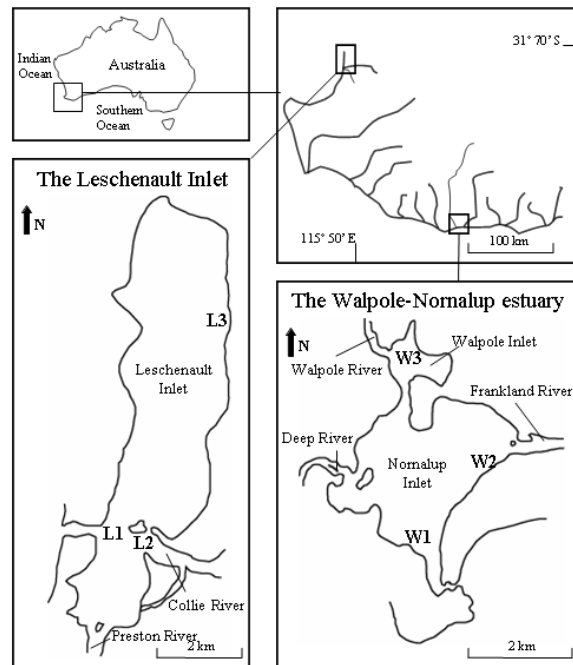 Indian
Ocean
Australia
Southern
Ocean
31° 70' S
115° 50' E
100 km
The Leschenault Inlet
N
L3
Leschenault
Inlet
L1
L2
Collie River
Preston River
2 km
The Walpole-Nornalup estuary
N
W3
Walpole Inlet
Walpole River
Frankland River
Deep River
W2
Nornalup
Inlet
W1
2 km